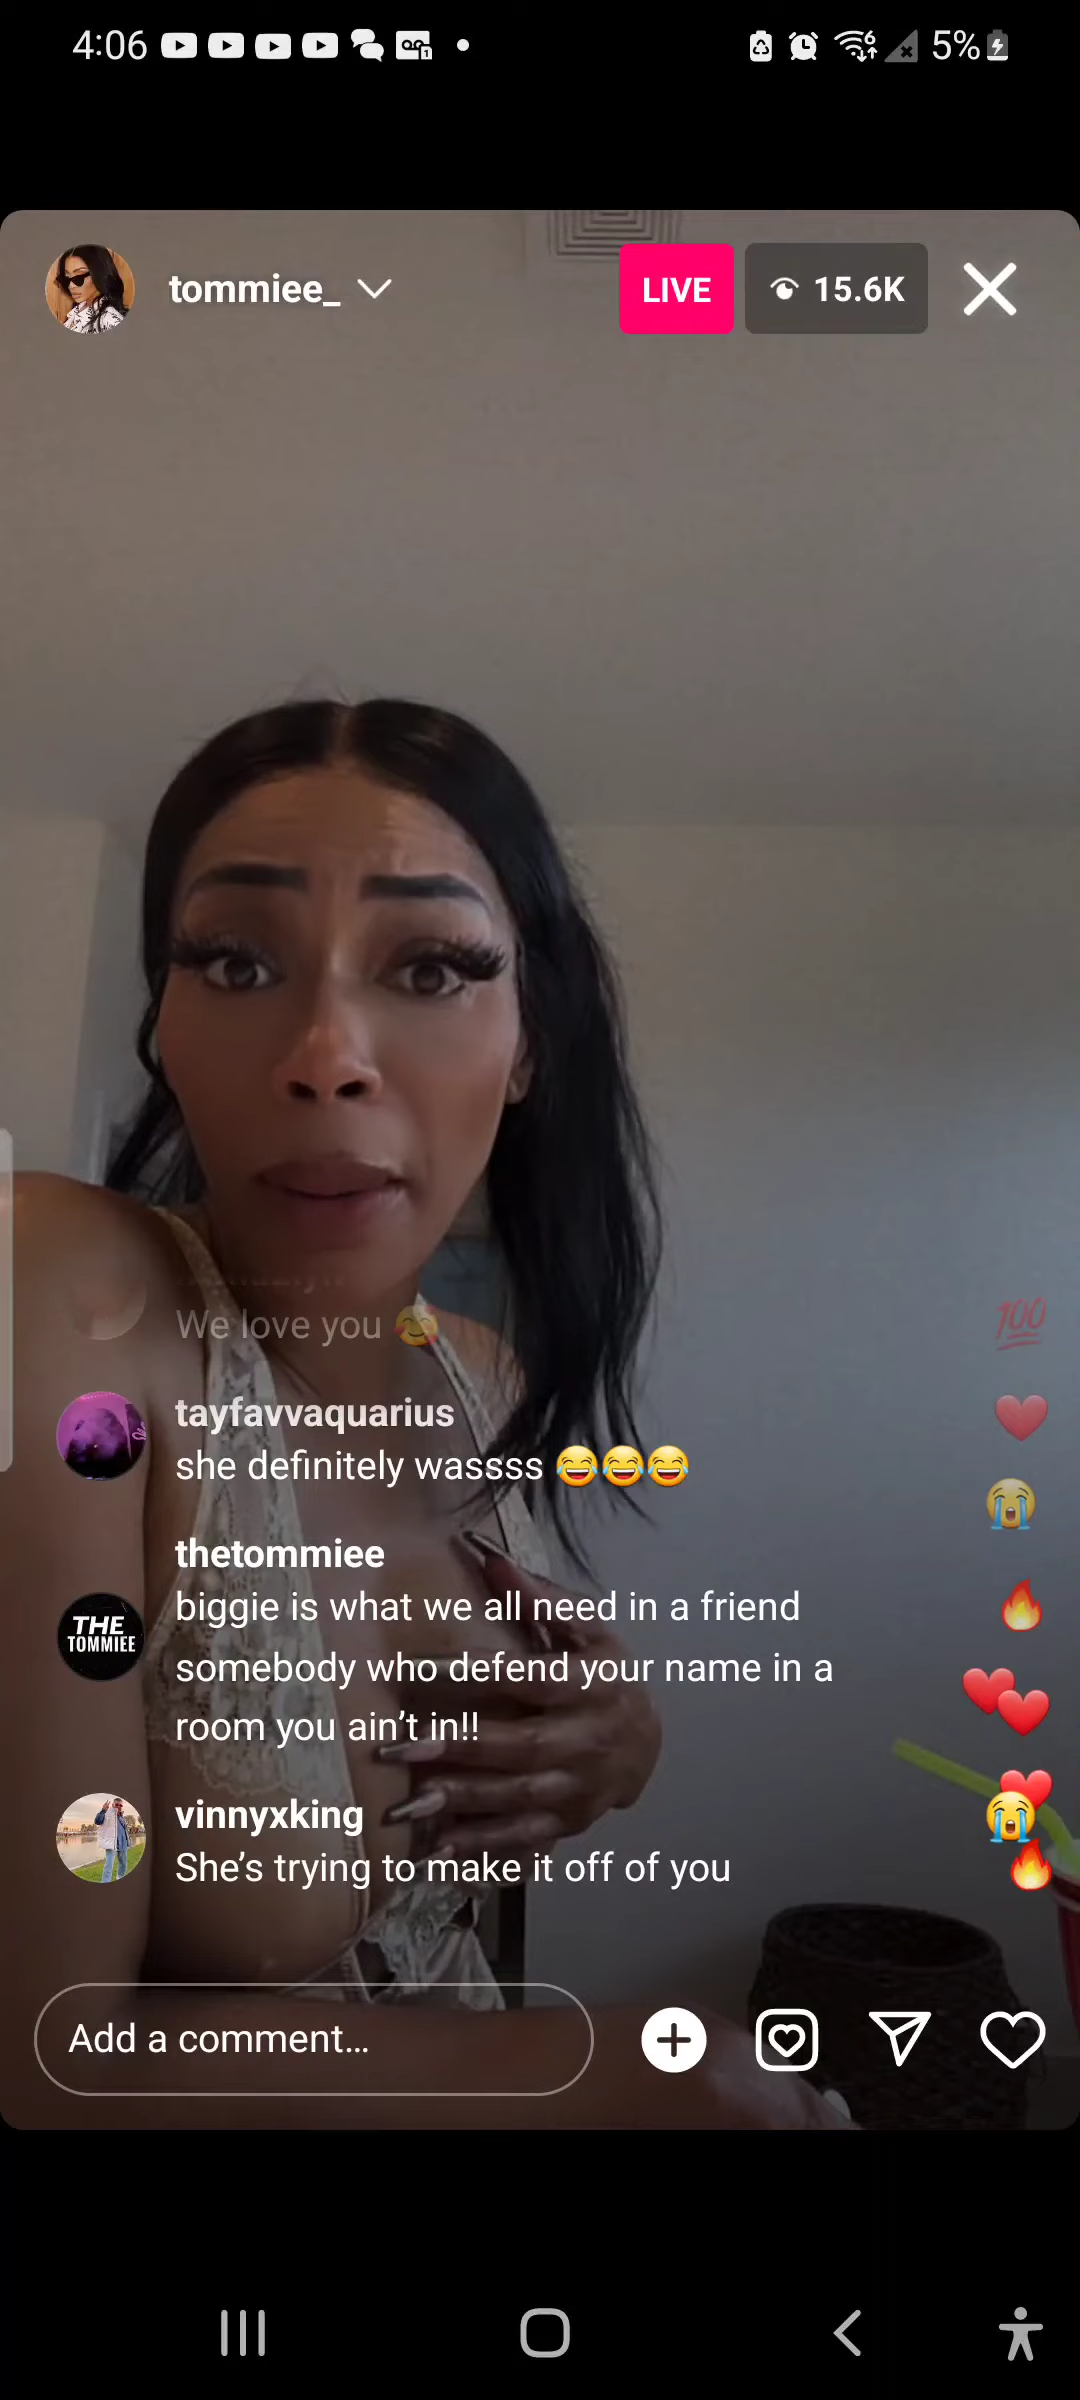 4:06
5%
tommiee_
LIVE
15.6K
We love you
tayfavvaquarius
she definitely wassss 😂😂😂
thetommiee
biggie is what we all need in a friend
somebody who defend your name in a
room you ain’t in!!
THE
TOMMIEE
vinnyxking
She’s trying to make it off of you
Add a comment…